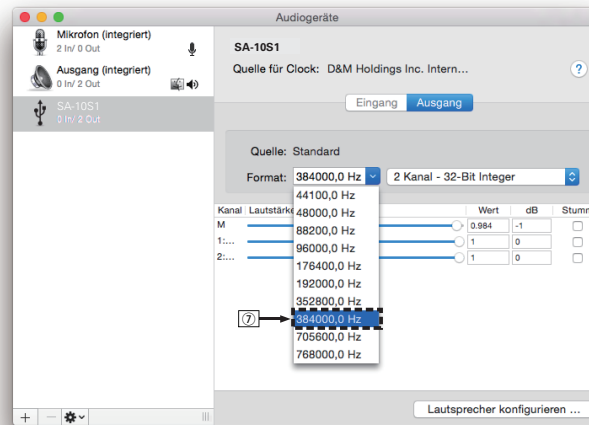 Audiogeräte
Mikrofon (integriert)
2 In/ 0 Out
Ausgang (integriert)
0 In/ 2 Out
SA-10S1
0 In/ 2 Out
SA-10S1
Quelle für Clock: D&M Holdings Inc. Intern...
?
Eingang Ausgang
Quelle: Standard
Format: 384000,0 Hz 2 Kanal - 32-Bit Integer
44100,0 Hz
48000,0 Hz
88200,0 Hz
96000,0 Hz
176400,0 Hz
192000,0 Hz
352800,0 Hz
⑦ 384000,0 Hz
705600,0 Hz
768000,0 Hz
Kanal Lautstärke Wert dB Stumm
M 0.984 -1
1:... 1 0
2:... 1 0
Lautsprecher konfigurieren ...